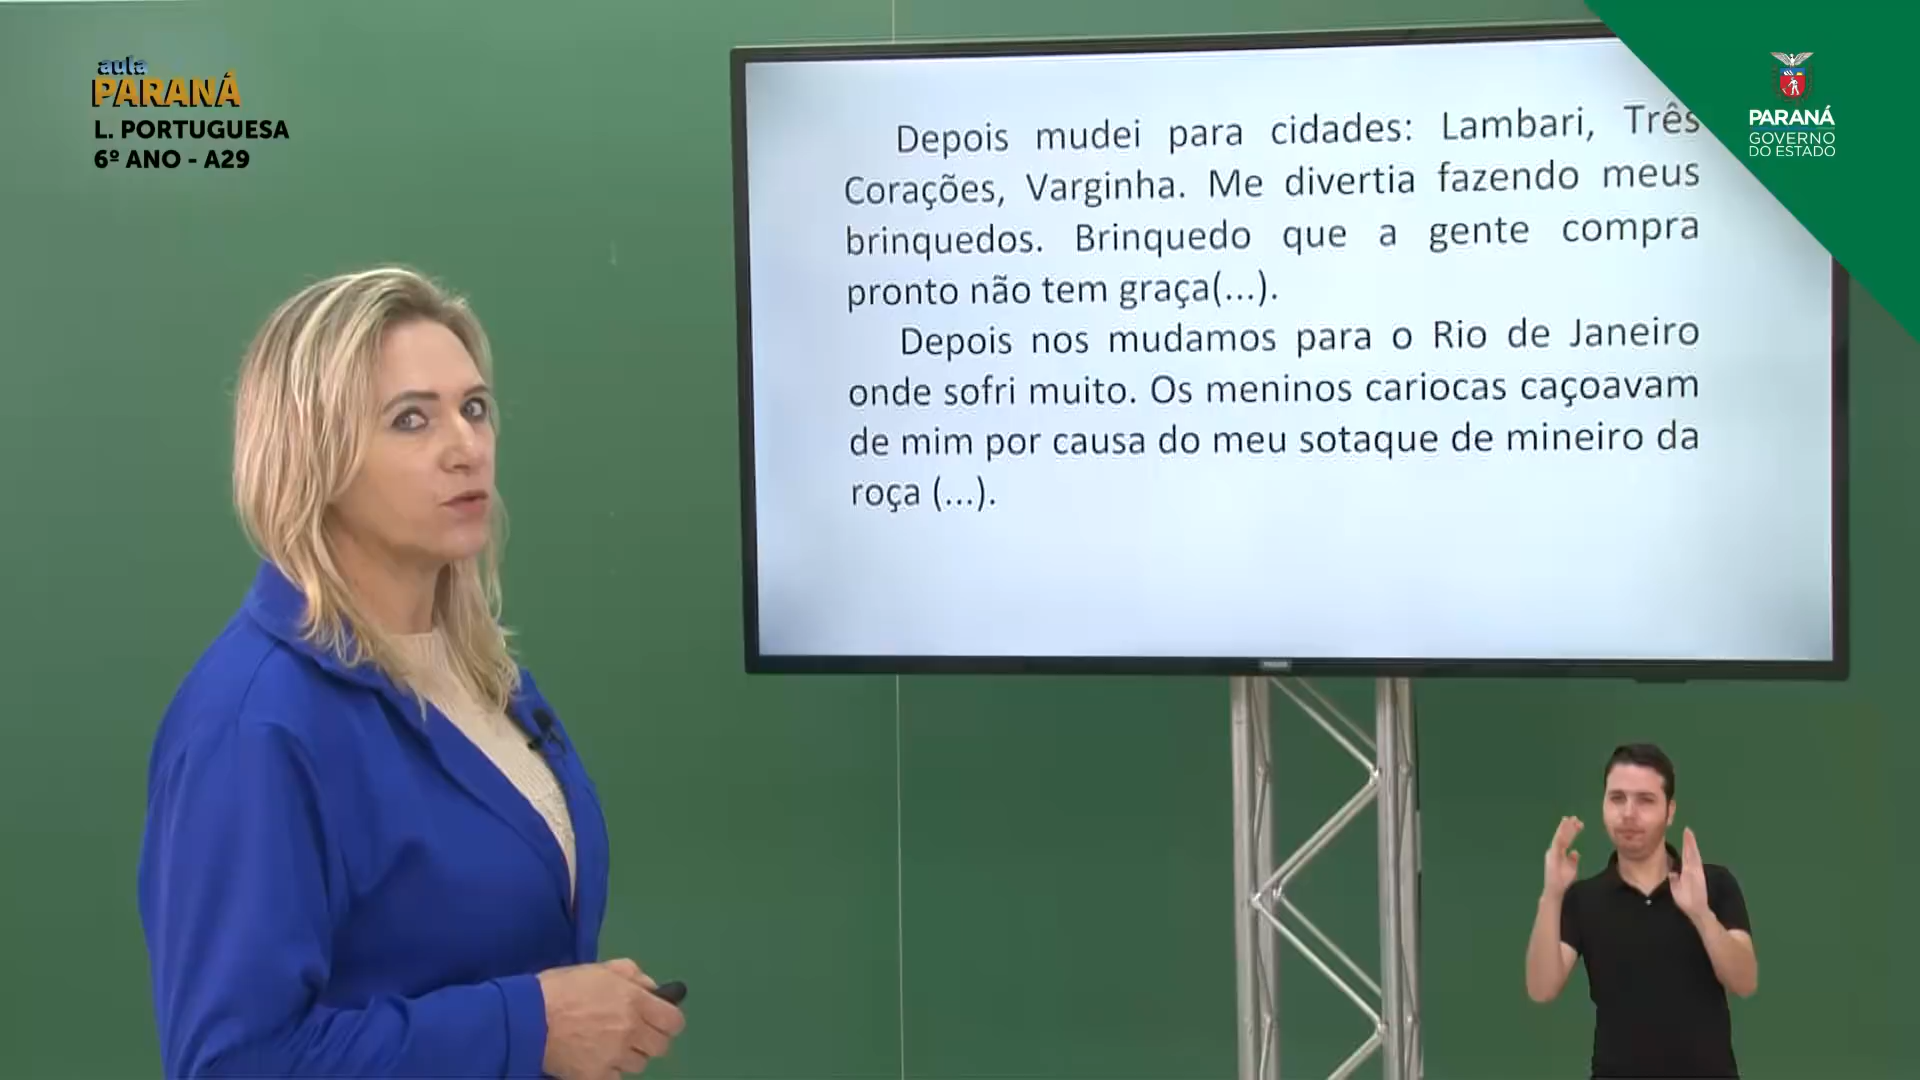 aula
PARANÁ
L. PORTUGUESA
6º ANO - A29
Depois mudei para cidades: Lambari, Três
Corações, Varginha. Me divertia fazendo meus
brinquedos. Brinquedo que a gente compra
pronto não tem graça(...).
Depois nos mudamos para o Rio de Janeiro
onde sofri muito. Os meninos cariocas caçoavam
de mim por causa do meu sotaque de mineiro da
roça (...).
PARANÁ
GOVERNO
DO ESTADO